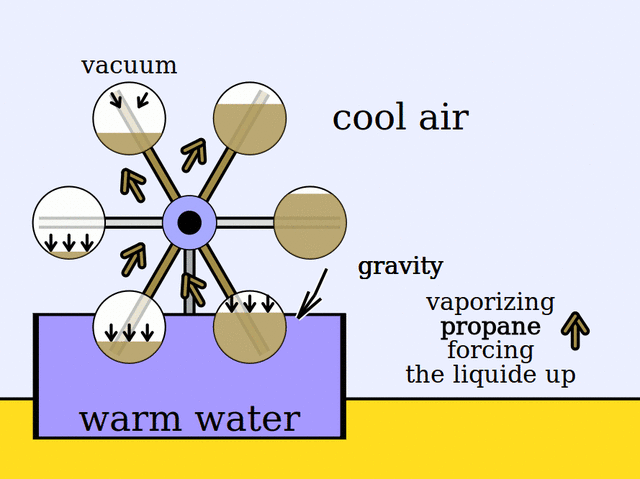 vacuum
cool air
gravity
vaporizing
propane
forcing
the liquide up
warm water